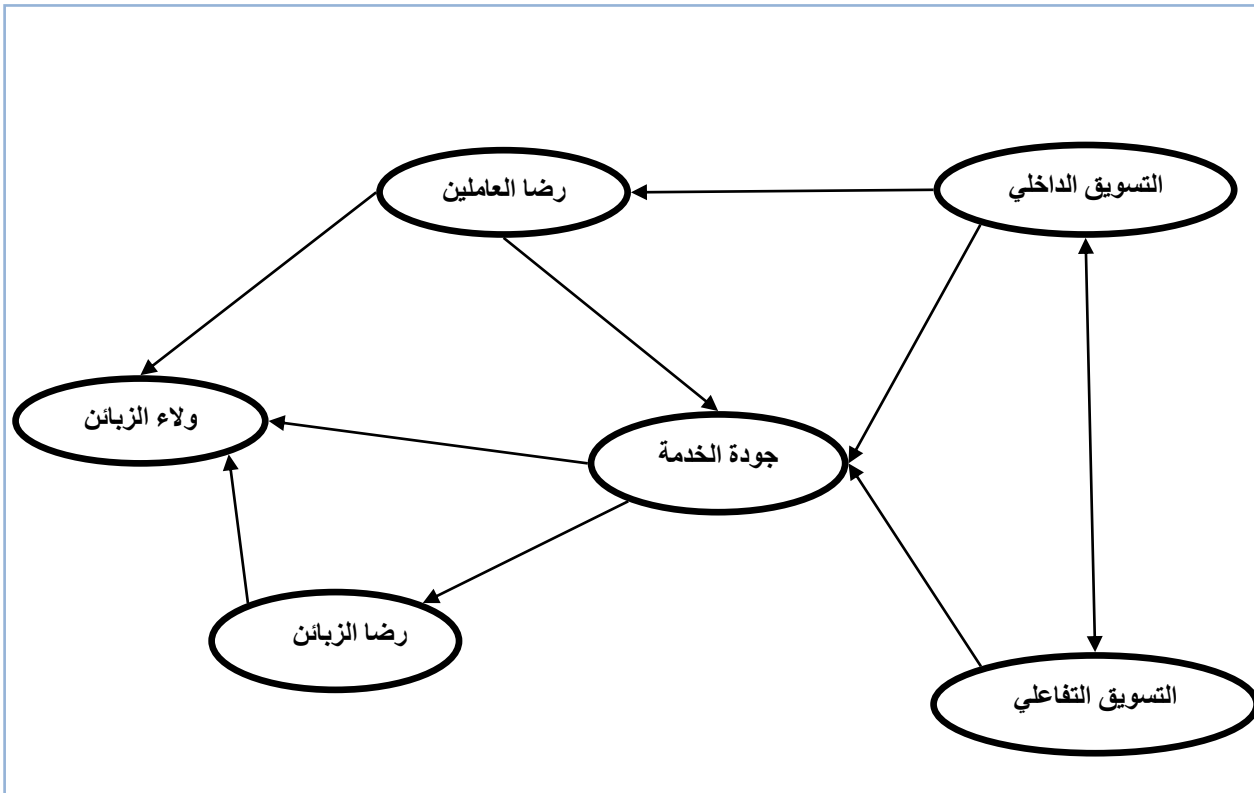 التسويق الداخلي
رضا العاملين
ولاء الزبائن
جودة الخدمة
رضا الزبائن
التسويق التفاعلي